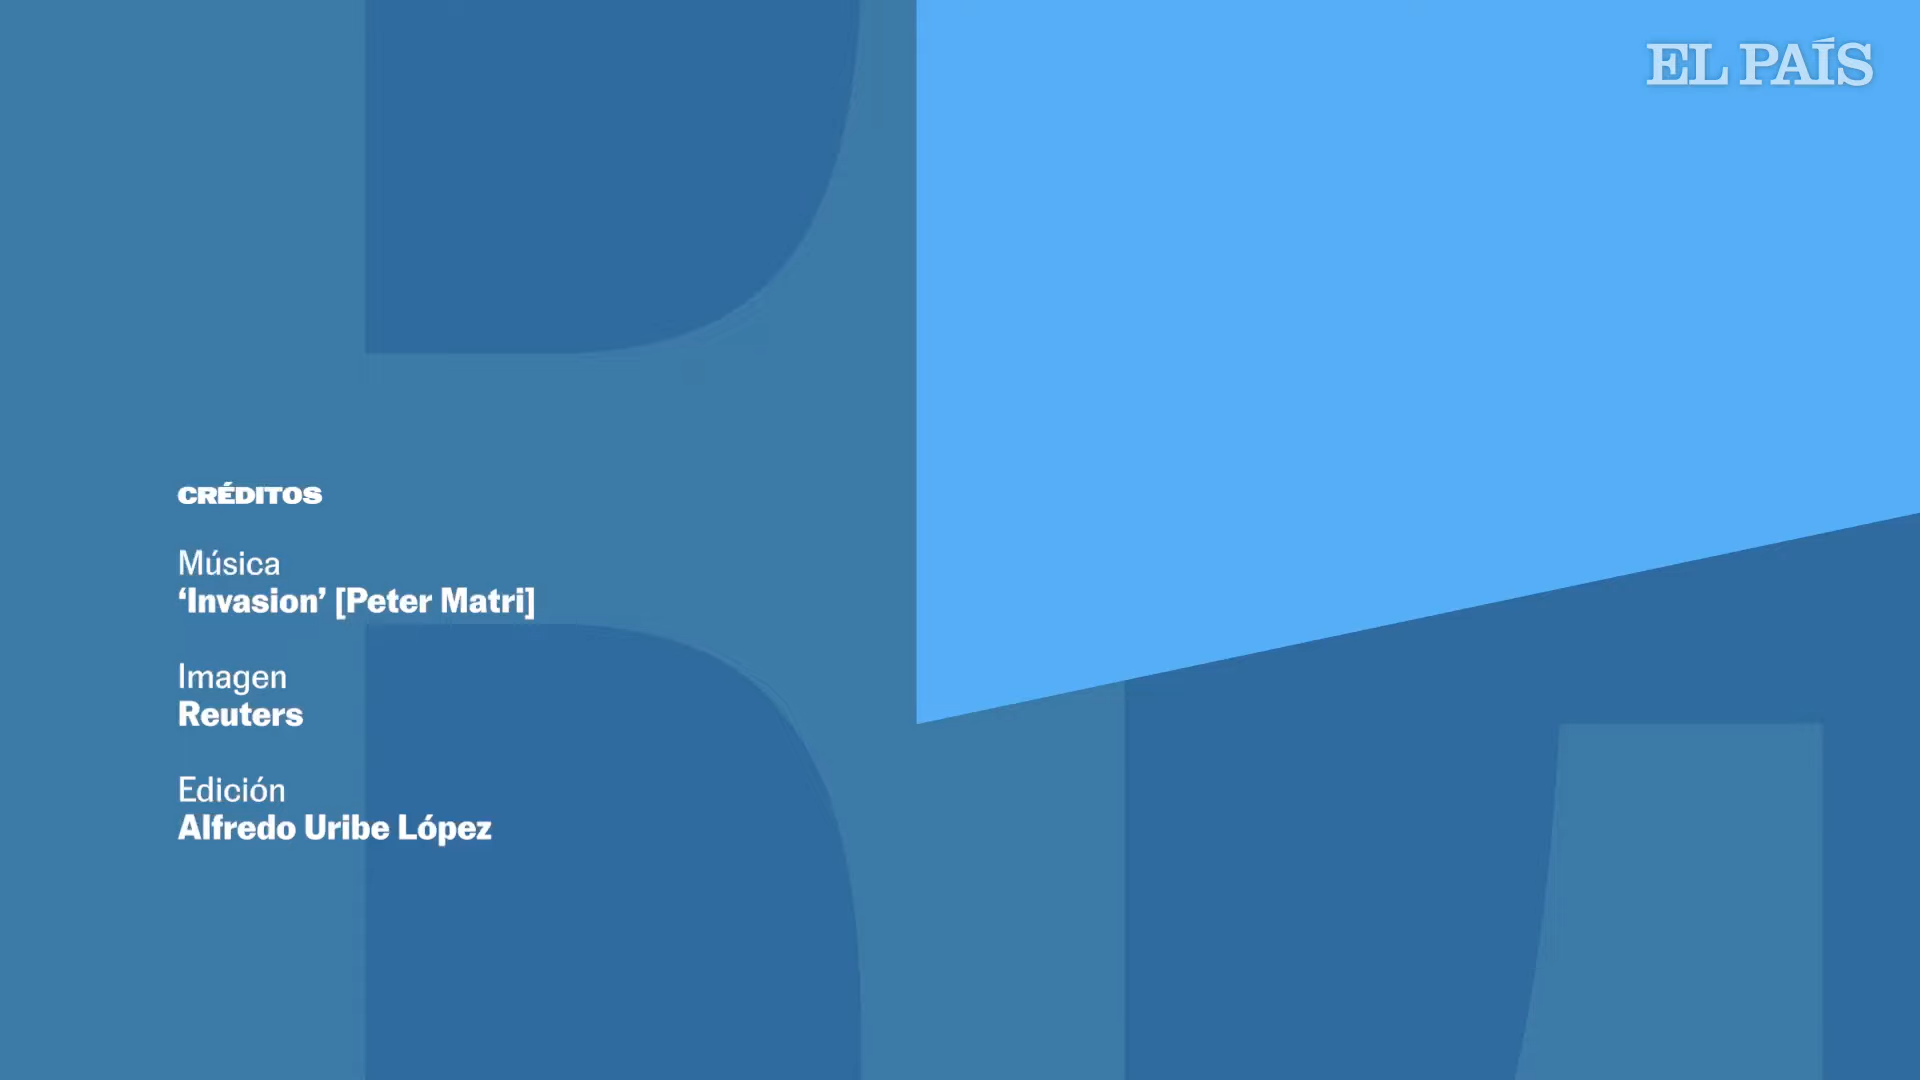 EL PAÍS
CRÉDITOS
Música
‘Invasion’ [Peter Matri]
Imagen
Reuters
Edición
Alfredo Uribe López